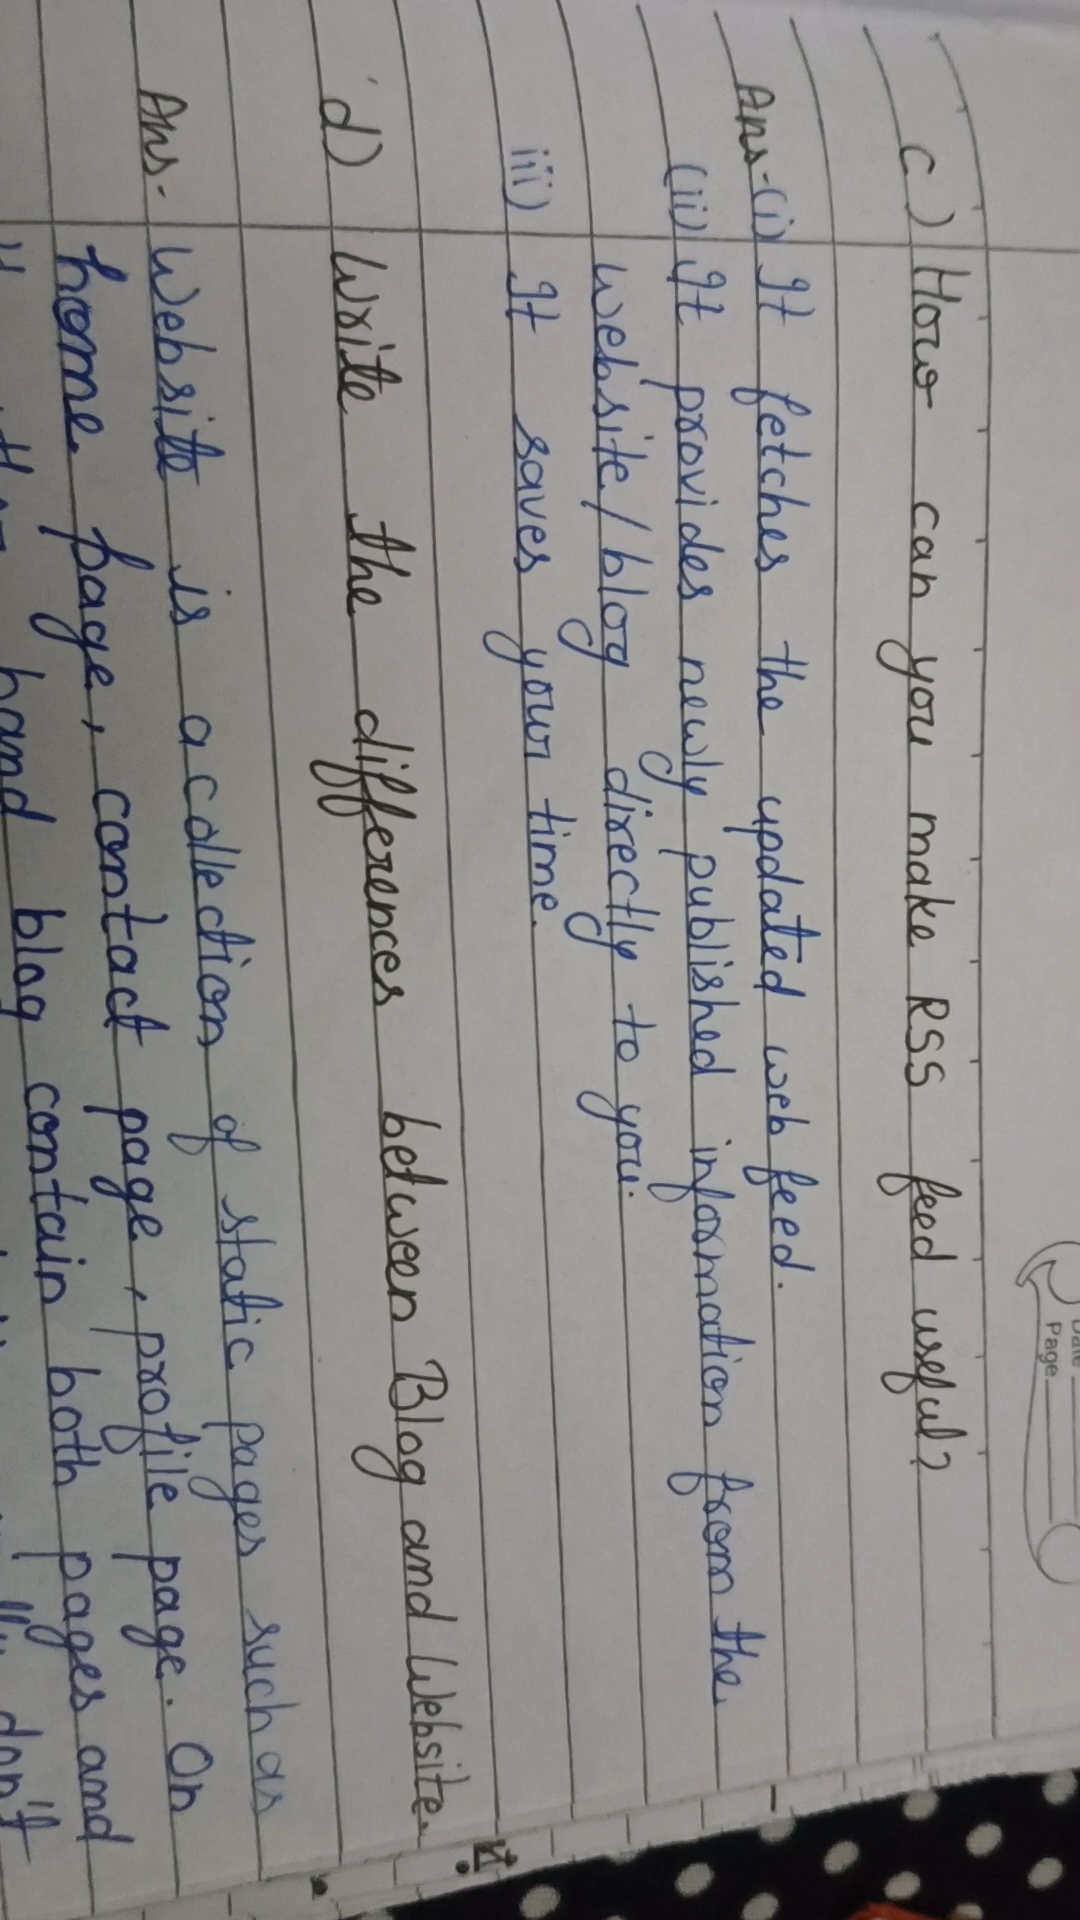 Date
Page
c) How can you make RSS feed useful?
Ans-(i) It fetches the updated web feed.
(ii) It provides newly published information from the
website/blog directly to you.
iii) It saves your time.
d) Write the differences between Blog and Website.
Ans- Website is a collection of static pages such as
home page, contact page, profile page. On
hand blog contain both pages and
don't